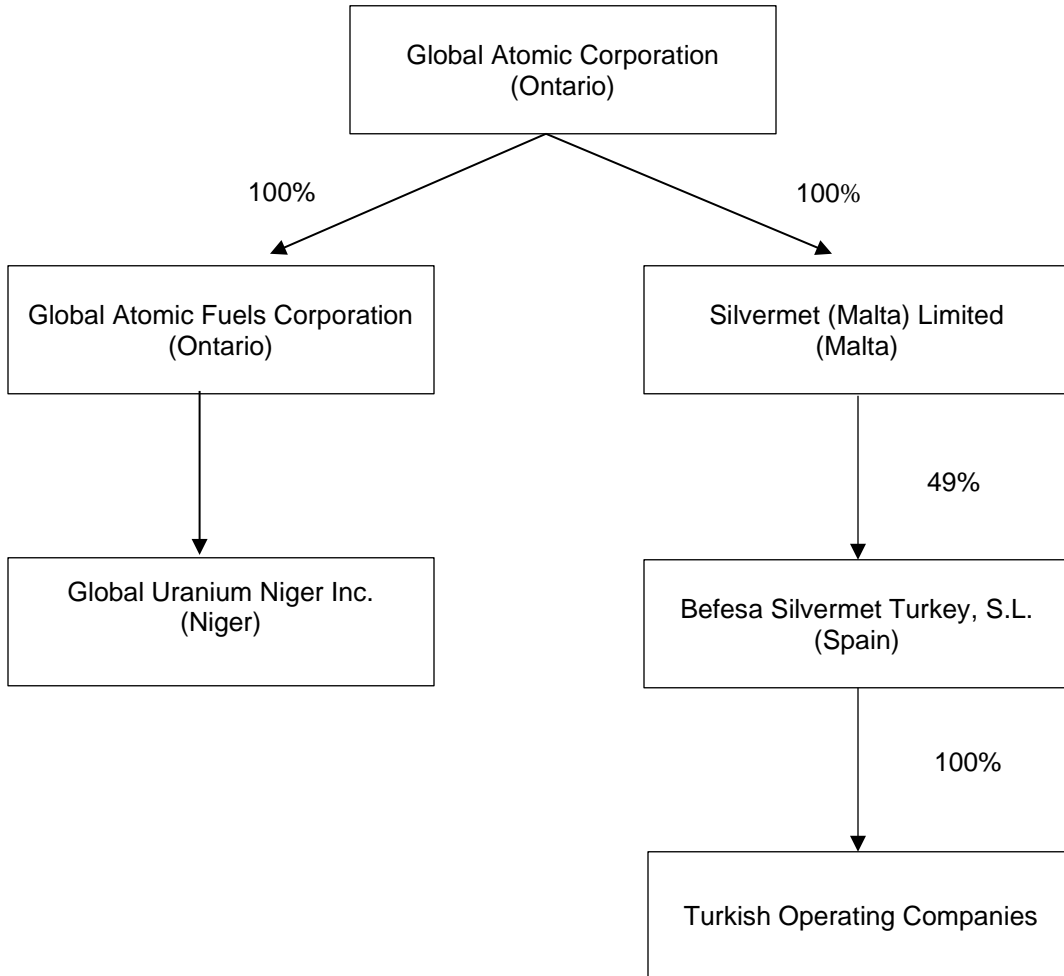 Global Atomic Corporation
(Ontario)
100%
100%
Global Atomic Fuels Corporation
(Ontario)
Silvermet (Malta) Limited
(Malta)
49%
Global Uranium Niger Inc.
(Niger)
Befesa Silvermet Turkey, S.L.
(Spain)
100%
Turkish Operating Companies